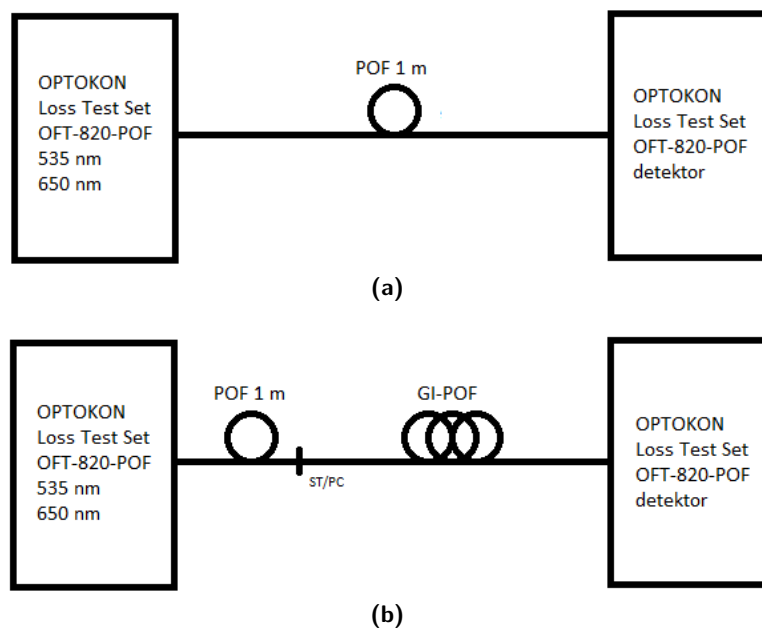 OPTOKON
Loss Test Set
OFT-820-POF
535 nm
650 nm
POF 1 m
OPTOKON
Loss Test Set
OFT-820-POF
detektor
(a)
OPTOKON
Loss Test Set
OFT-820-POF
535 nm
650 nm
POF 1 m
ST/PC
GI-POF
OPTOKON
Loss Test Set
OFT-820-POF
detektor
(b)